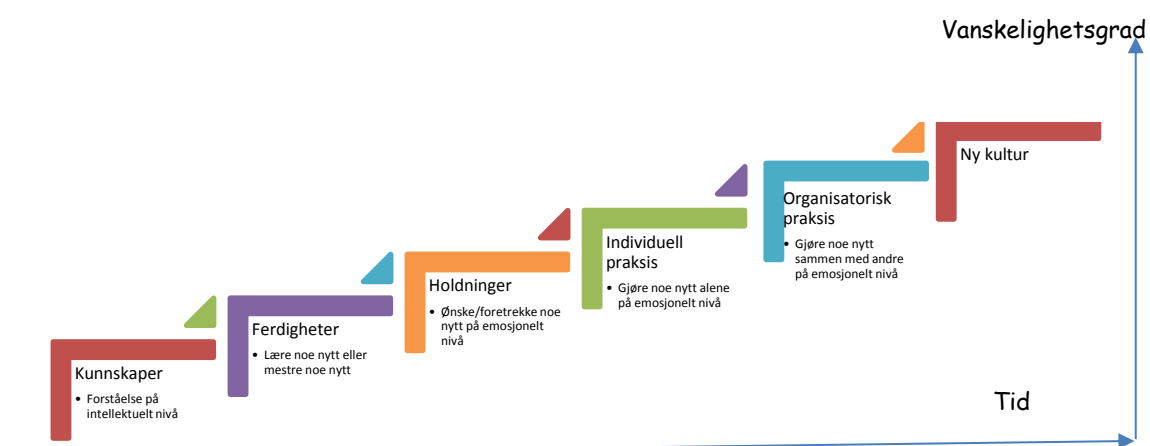 Vanskelighetsgrad
Kunnskaper
• Forståelse på
intellektuelt nivå
Ferdigheter
• Lære noe nytt eller
mestre noe nytt
Holdninger
• Ønske/foretrekke noe
nytt på emosjonelt
nivå
Individuell
praksis
• Gjøre noe nytt alene
på emosjonelt nivå
Organisatorisk
praksis
• Gjøre noe nytt
sammen med andre
på emosjonelt nivå
Ny kultur
Tid